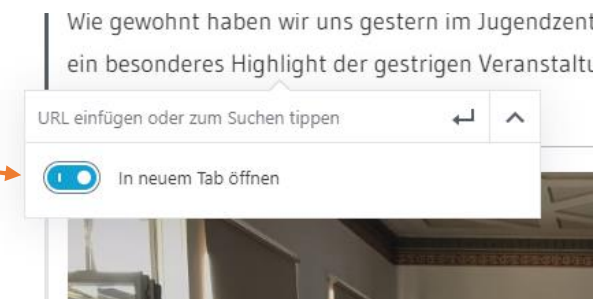 Wie gewohnt haben wir uns gestern im Jugendzent
ein besonderes Highlight der gestrigen Veranstaltu
URL einfügen oder zum Suchen tippen
In neuem Tab öffnen